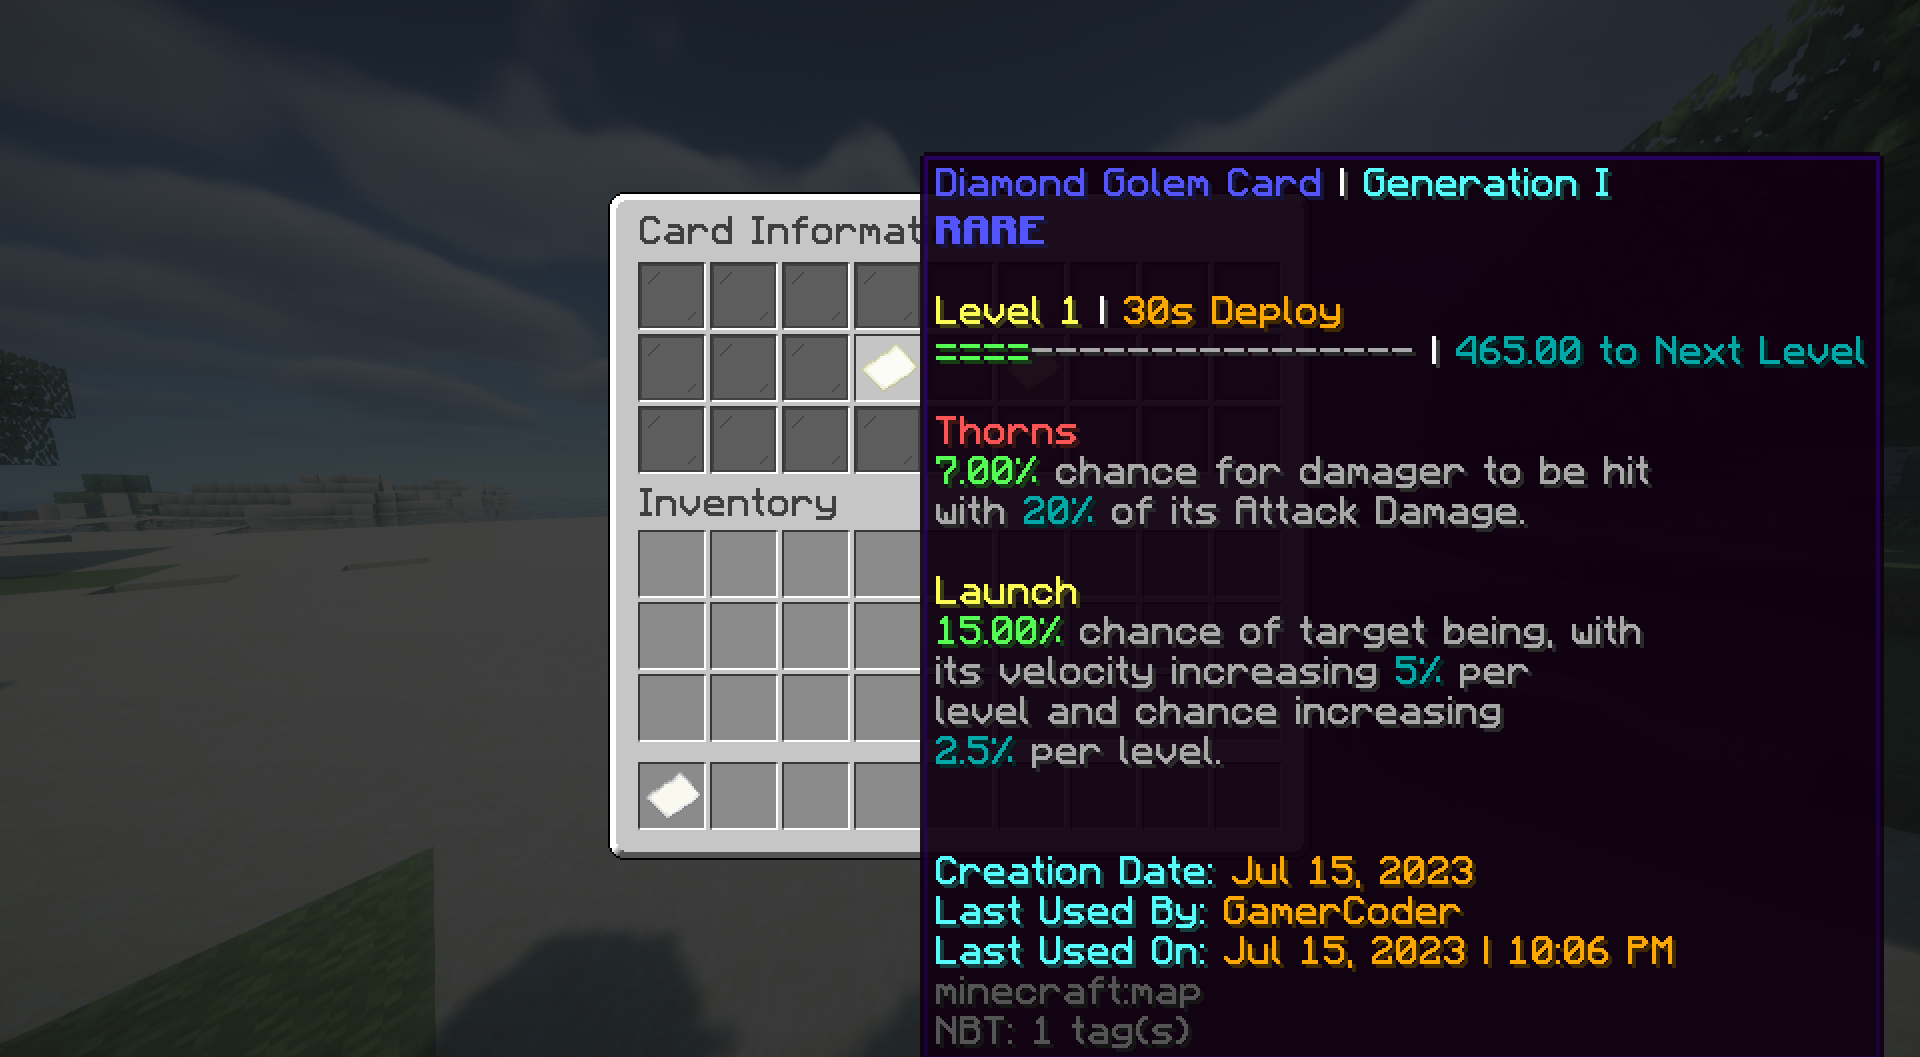 Card Informat
Inventory
Diamond Golem Card | Generation I
RARE
Level 1 | 30s Deploy
====---------------- | 465.00 to Next Level
Thorns
7.00% chance for damager to be hit
with 20% of its Attack Damage.
Launch
15.00% chance of target being, with
its velocity increasing 5% per
level and chance increasing
2.5% per level.
Creation Date: Jul 15, 2023
Last Used By: GamerCoder
Last Used On: Jul 15, 2023 | 10:06 PM
minecraft:map
NBT: 1 tag(s)